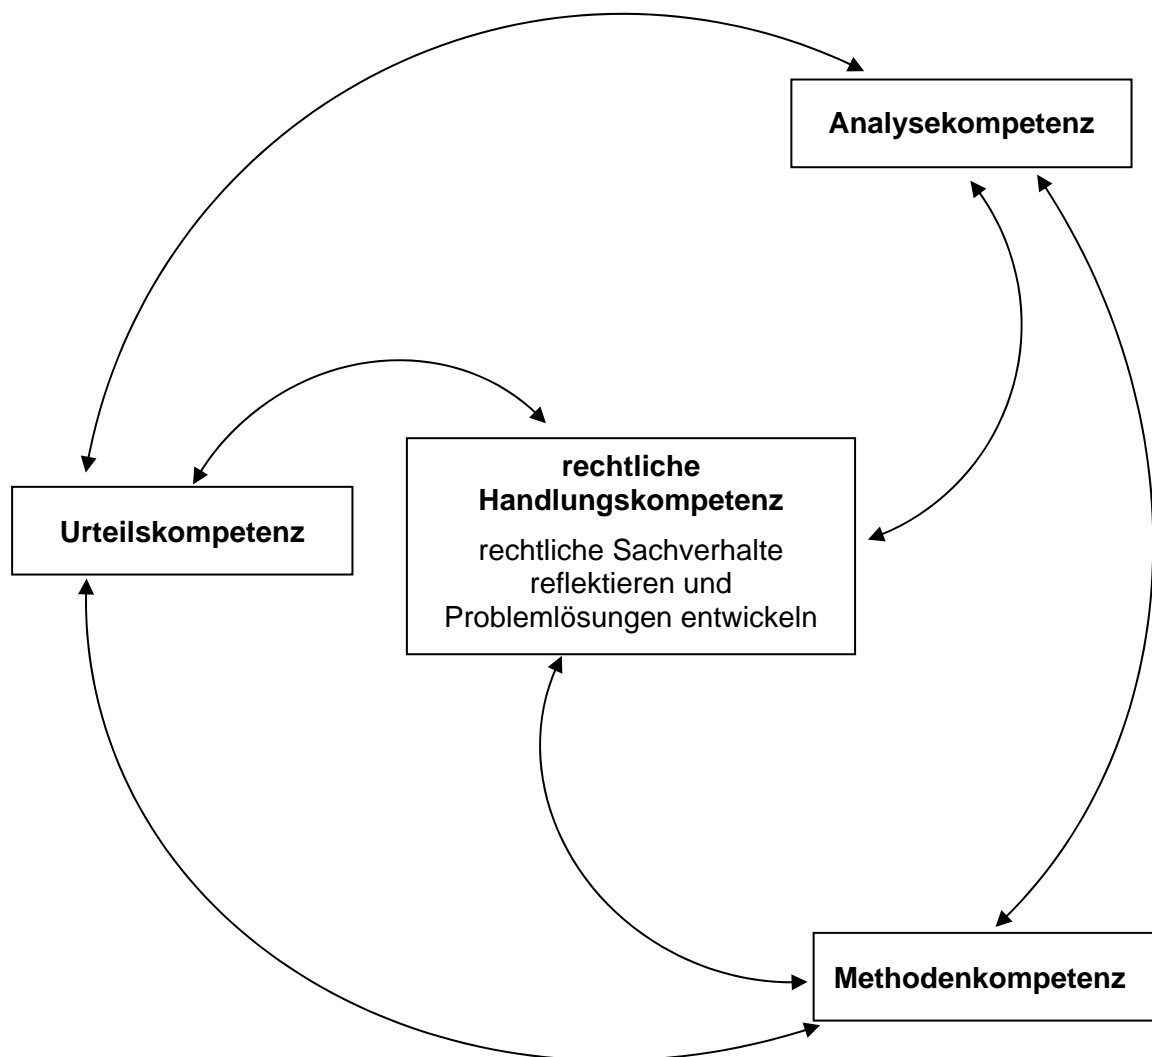 Analysekompetenz
rechtliche
Handlungskompetenz
rechtliche Sachverhalte
reflektieren und
Problemlösungen entwickeln
Urteilskompetenz
Methodenkompetenz